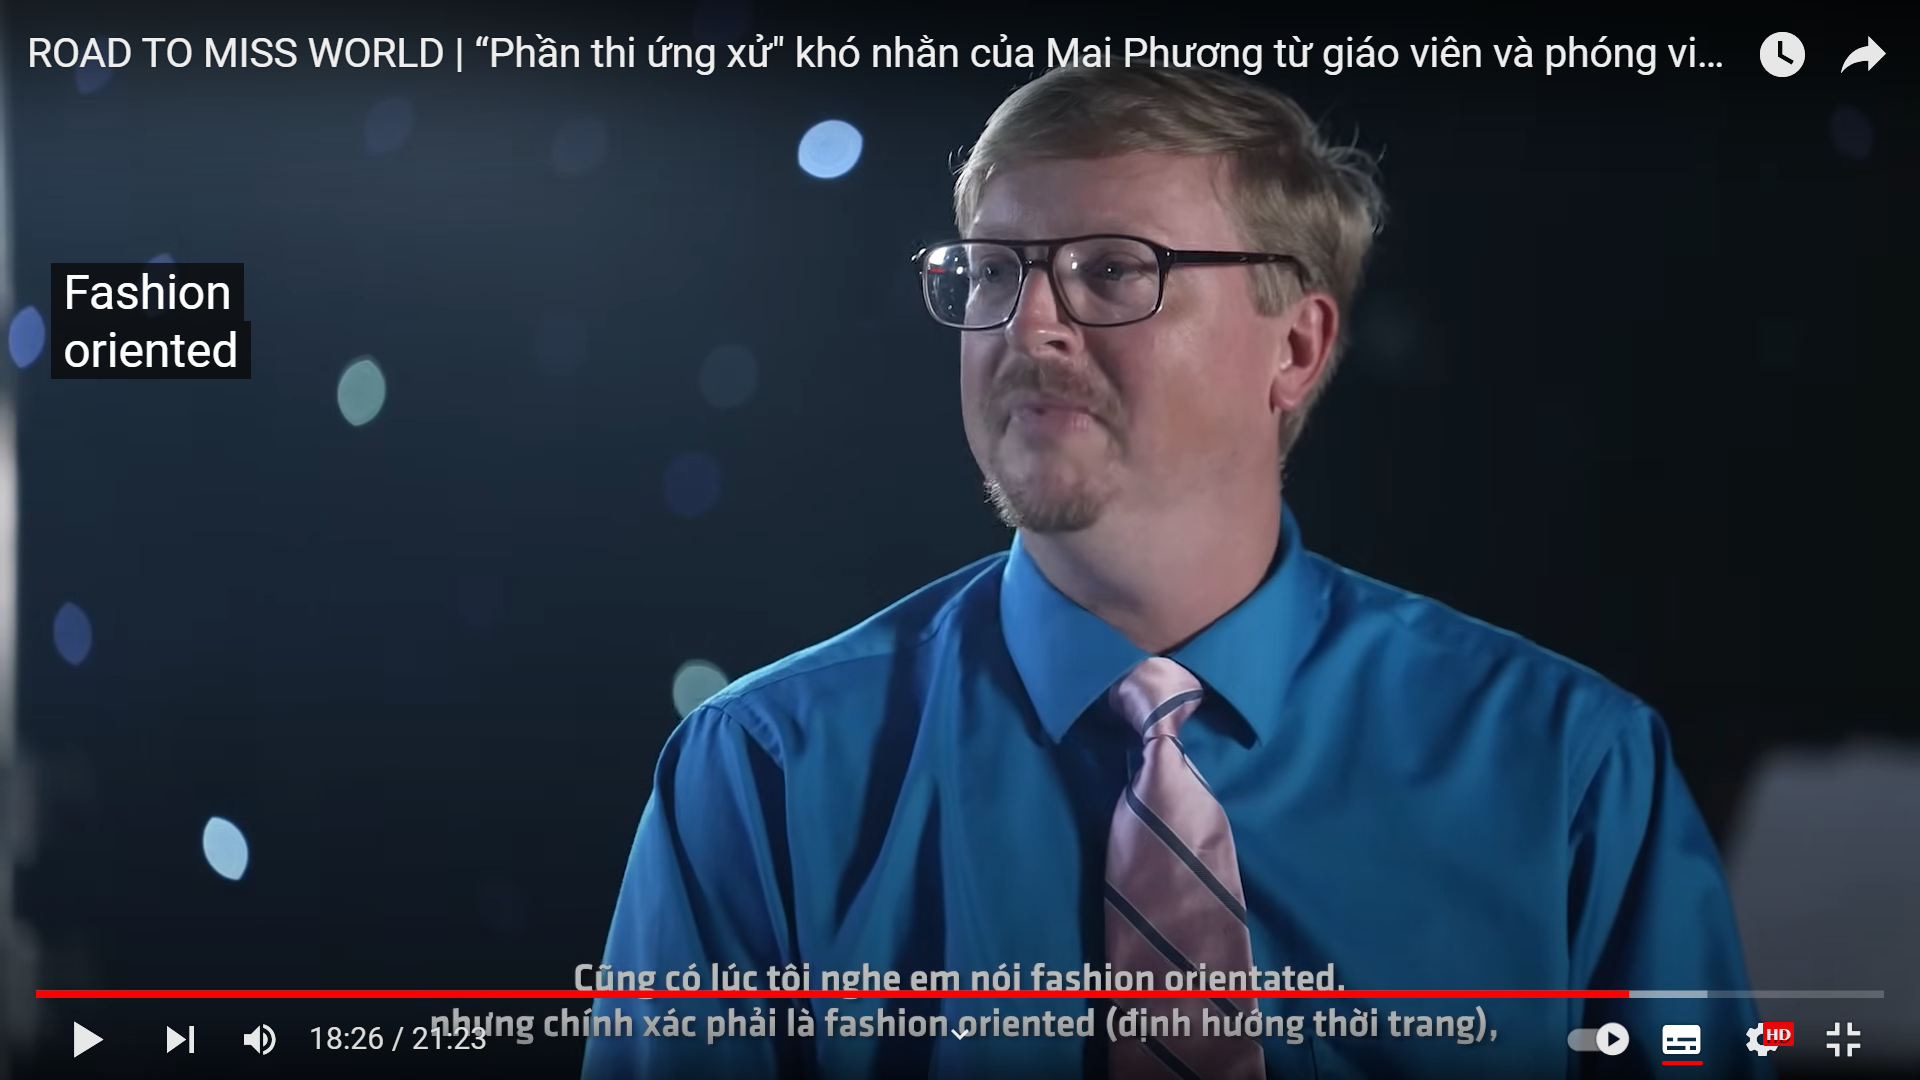 ROAD TO MISS WORLD | “Phần thi ứng xử" khó nhằn của Mai Phương từ giáo viên và phóng vi...
Fashion
oriented
Cũng có lúc tôi nghe em nói fashion orientated,
nhưng chính xác phải là fashion oriented (định hướng thời trang),
18:26 / 21:23
HD